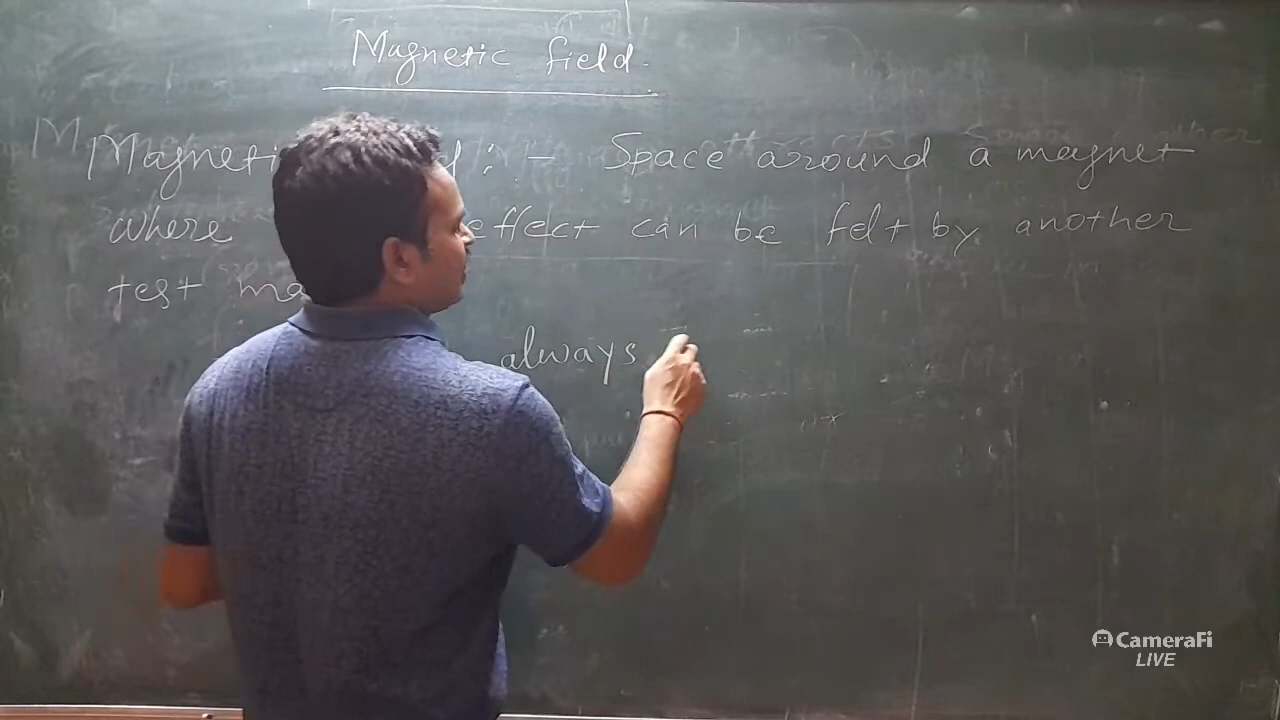 Magnetic field.
Magneti :- Space around a magnet
where effect can be felt by another
test ma
always
CameraFi
LIVE